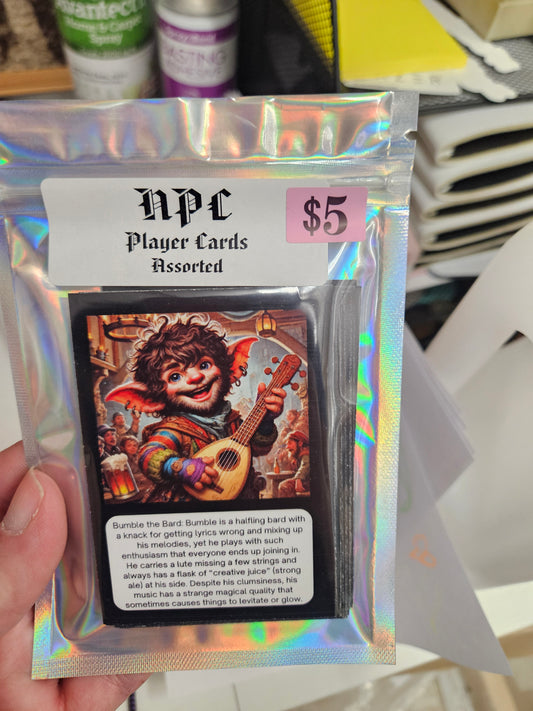 NPC
Player Cards
Assorted
$5
Bumble the Bard: Bumble is a halfling bard with
a knack for getting lyrics wrong and mixing up
his melodies, yet he plays with such
enthusiasm that everyone ends up joining in.
He carries a lute missing a few strings and
always has a flask of "creative juice" (strong
ale) at his side. Despite his clumsiness, his
music has a strange magical quality that
sometimes causes things to levitate or glow.